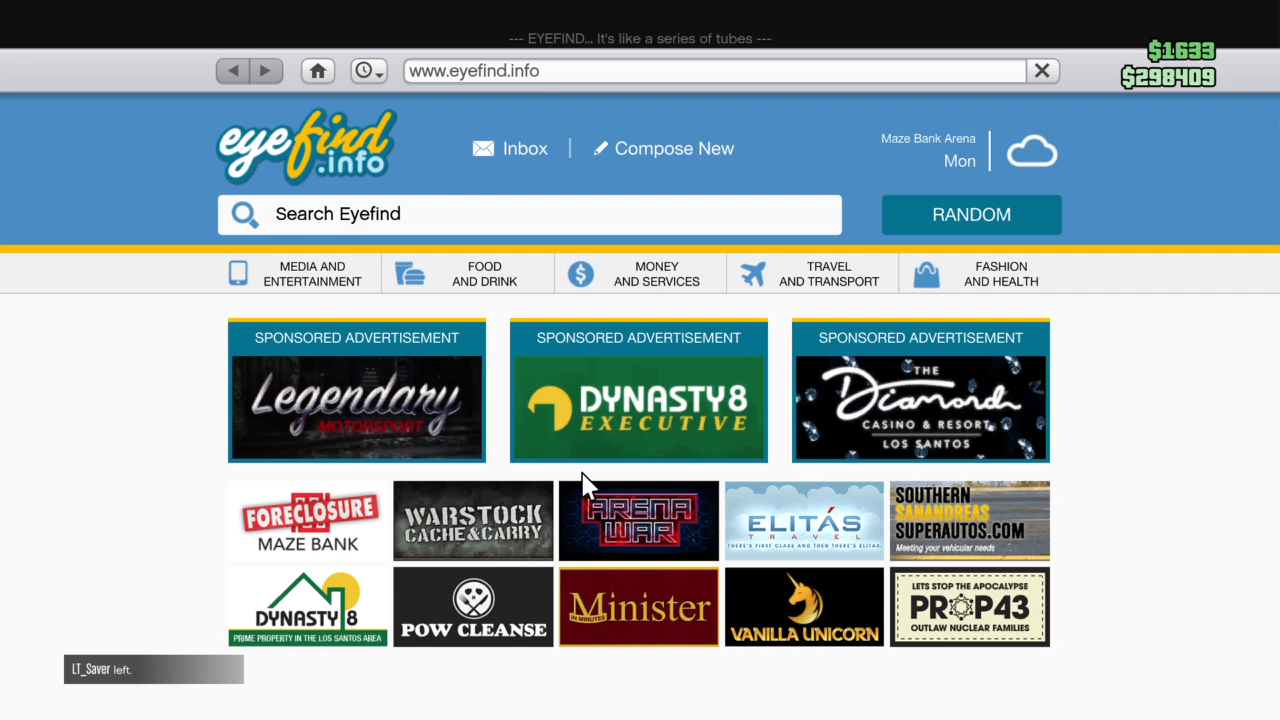 --- EYEFIND... It's like a series of tubes ---
$1633
www.eyefind.info
$298409
eyefind
.info
Inbox
Compose New
Maze Bank Arena
Mon
Search Eyefind
RANDOM
MEDIA AND
ENTERTAINMENT
FOOD
AND DRINK
MONEY
AND SERVICES
TRAVEL
AND TRANSPORT
FASHION
AND HEALTH
SPONSORED ADVERTISEMENT
Legendary
MOTORSPORT
SPONSORED ADVERTISEMENT
DYNASTY8
EXECUTIVE
SPONSORED ADVERTISEMENT
THE
Diamond
CASINO & RESORT
LOS SANTOS
FORECLOSURE
MAZE BANK
WARSTOCK
CACHE&CARRY
ARENA
WAR
ELITÁS
TRAVEL
THERE'S FIRST CLASS AND THEN THERE'S ELITAS.
SOUTHERN
SANANDREAS
SUPERAUTOS.COM
Meeting your vehicular needs
DYNASTY 8
PRIME PROPERTY IN THE LOS SANTOS AREA
POW CLEANSE
Minister
IN MINUTES
VANILLA UNICORN
LETS STOP THE APOCALYPSE
PROP43
OUTLAW NUCLEAR FAMILIES
LT_Saver left.